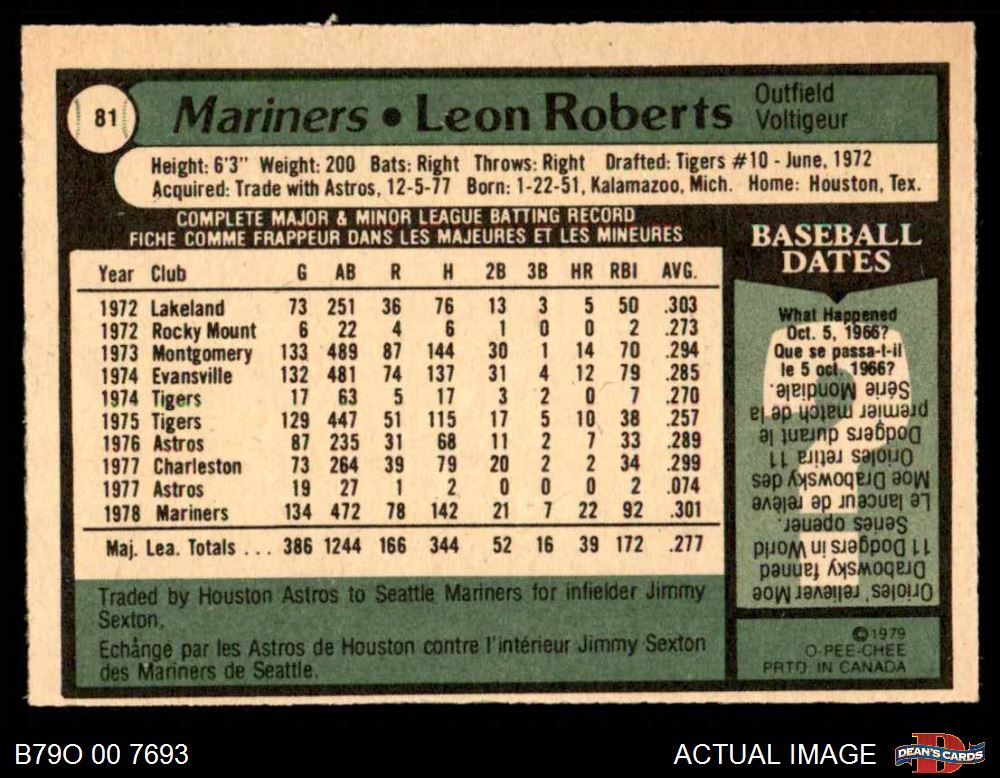 81
Mariners • Leon Roberts
Outfield
Voltigeur
Height: 6'3" Weight: 200 Bats: Right Throws: Right Drafted: Tigers #10 - June, 1972
Acquired: Trade with Astros, 12-5-77 Born: 1-22-51, Kalamazoo, Mich. Home: Houston, Tex.
COMPLETE MAJOR & MINOR LEAGUE BATTING RECORD
FICHE COMME FRAPPEUR DANS LES MAJEURES ET LES MINEURES
Year Club G AB R H 2B 3B HR RBI AVG.
1972 Lakeland 73 251 36 76 13 3 5 50 .303
1972 Rocky Mount 6 22 4 6 1 0 0 2 .273
1973 Montgomery 133 489 87 144 30 1 14 70 .294
1974 Evansville 132 481 74 137 31 4 12 79 .285
1974 Tigers 17 63 5 17 3 2 0 7 .270
1975 Tigers 129 447 51 115 17 5 10 38 .257
1976 Astros 87 235 31 68 11 2 7 33 .289
1977 Charleston 73 264 39 79 20 2 2 34 .299
1977 Astros 19 27 1 2 0 0 0 2 .074
1978 Mariners 134 472 78 142 21 7 22 92 .301
Maj. Lea. Totals ... 386 1244 166 344 52 16 39 172 .277
Traded by Houston Astros to Seattle Mariners for infielder Jimmy
Sexton.
Echángé par les Astros de Houston contre l'intérieur Jimmy Sexton
des Mariners de Seattle.
BASEBALL
DATES
What Happened
Oct. 5, 1966?
Que se passa-t-il
le 5 oct. 1966?
Orioles' reliever Moe
Drabowsky fanned
11 Dodgers in World
Series opener.
Le lanceur de relève
Moe Drabowsky des
Orioles retira 11
Dodgers durant le
premier match de la
Série Mondiale.
©1979
O-PEE-CHEE
PRTD. IN CANADA
B79O 00 7693
ACTUAL IMAGE
DEAN'S CARDS